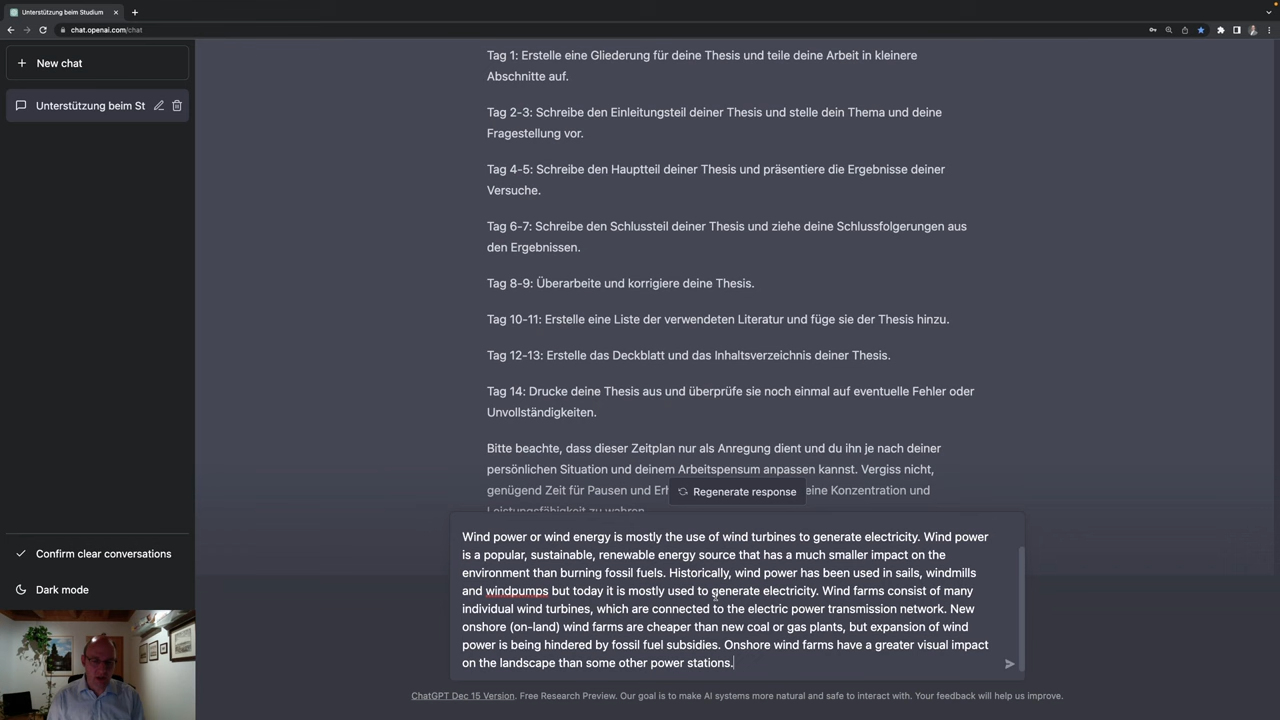 Unterstützung beim Studium
chat.openai.com/chat
New chat
Unterstützung beim St
Tag 1: Erstelle eine Gliederung für deine Thesis und teile deine Arbeit in kleinere
Abschnitte auf.
Tag 2-3: Schreibe den Einleitungsteil deiner Thesis und stelle dein Thema und deine
Fragestellung vor.
Tag 4-5: Schreibe den Hauptteil deiner Thesis und präsentiere die Ergebnisse deiner
Versuche.
Tag 6-7: Schreibe den Schlussteil deiner Thesis und ziehe deine Schlussfolgerungen aus
den Ergebnissen.
Tag 8-9: Überarbeite und korrigiere deine Thesis.
Tag 10-11: Erstelle eine Liste der verwendeten Literatur und füge sie der Thesis hinzu.
Tag 12-13: Erstelle das Deckblatt und das Inhaltsverzeichnis deiner Thesis.
Tag 14: Drucke deine Thesis aus und überprüfe sie noch einmal auf eventuelle Fehler oder
Unvollständigkeiten.
Bitte beachte, dass dieser Zeitplan nur als Anregung dient und du ihn je nach deiner
persönlichen Situation und deinem Arbeitspensum anpassen kannst. Vergiss nicht,
genügend Zeit für Pausen und Regenerate response eine Konzentration und
Leistungsfähigkeit zu wahren.
Wind power or wind energy is mostly the use of wind turbines to generate electricity. Wind power
is a popular, sustainable, renewable energy source that has a much smaller impact on the
environment than burning fossil fuels. Historically, wind power has been used in sails, windmills
and windpumps but today it is mostly used to generate electricity. Wind farms consist of many
individual wind turbines, which are connected to the electric power transmission network. New
onshore (on-land) wind farms are cheaper than new coal or gas plants, but expansion of wind
power is being hindered by fossil fuel subsidies. Onshore wind farms have a greater visual impact
on the landscape than some other power stations.
Confirm clear conversations
Dark mode
ChatGPT Dec 15 Version. Free Research Preview. Our goal is to make AI systems more natural and safe to interact with. Your feedback will help us improve.